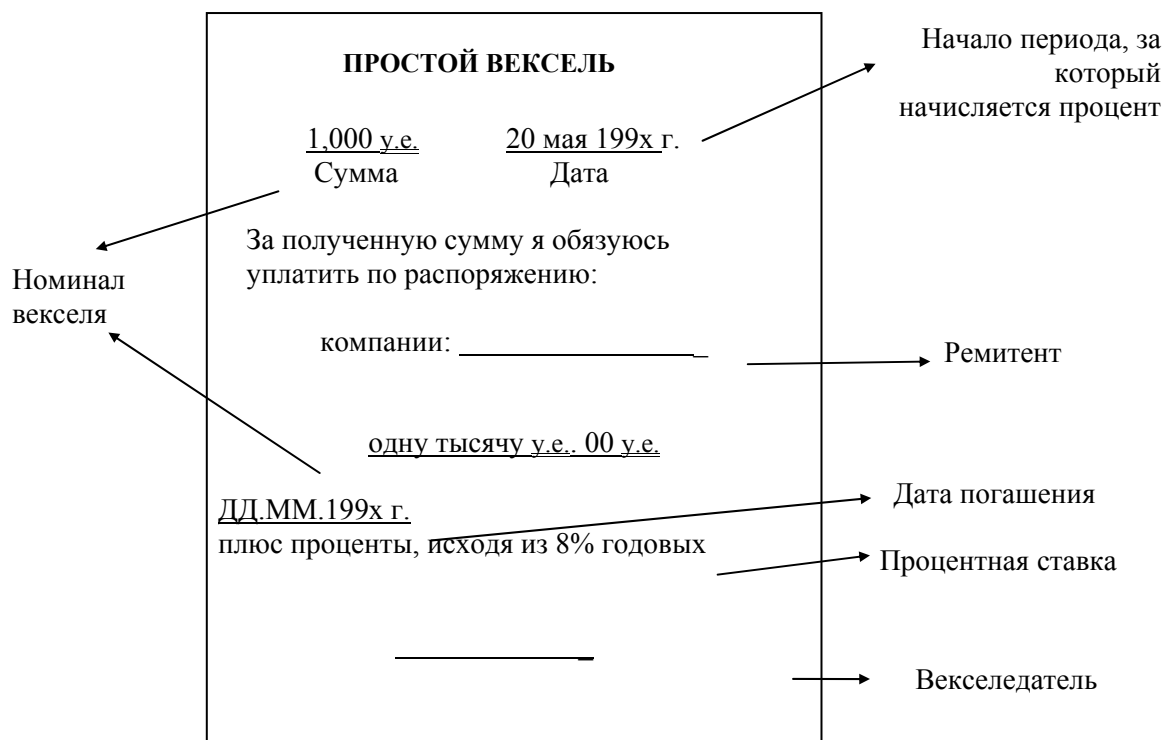 Начало периода, за
который
начисляется процент
ПРОСТОЙ ВЕКСЕЛЬ
1,000 у.е. 20 мая 199х г.
Сумма Дата
За полученную сумму я обязуюсь
уплатить по распоряжению:
Номинал
векселя
компании:
Ремитент
одну тысячу у.е.. 00 у.е.
ДД.ММ.199х г.
Дата погашения
плюс проценты, исходя из 8% годовых
Процентная ставка
Векселедатель